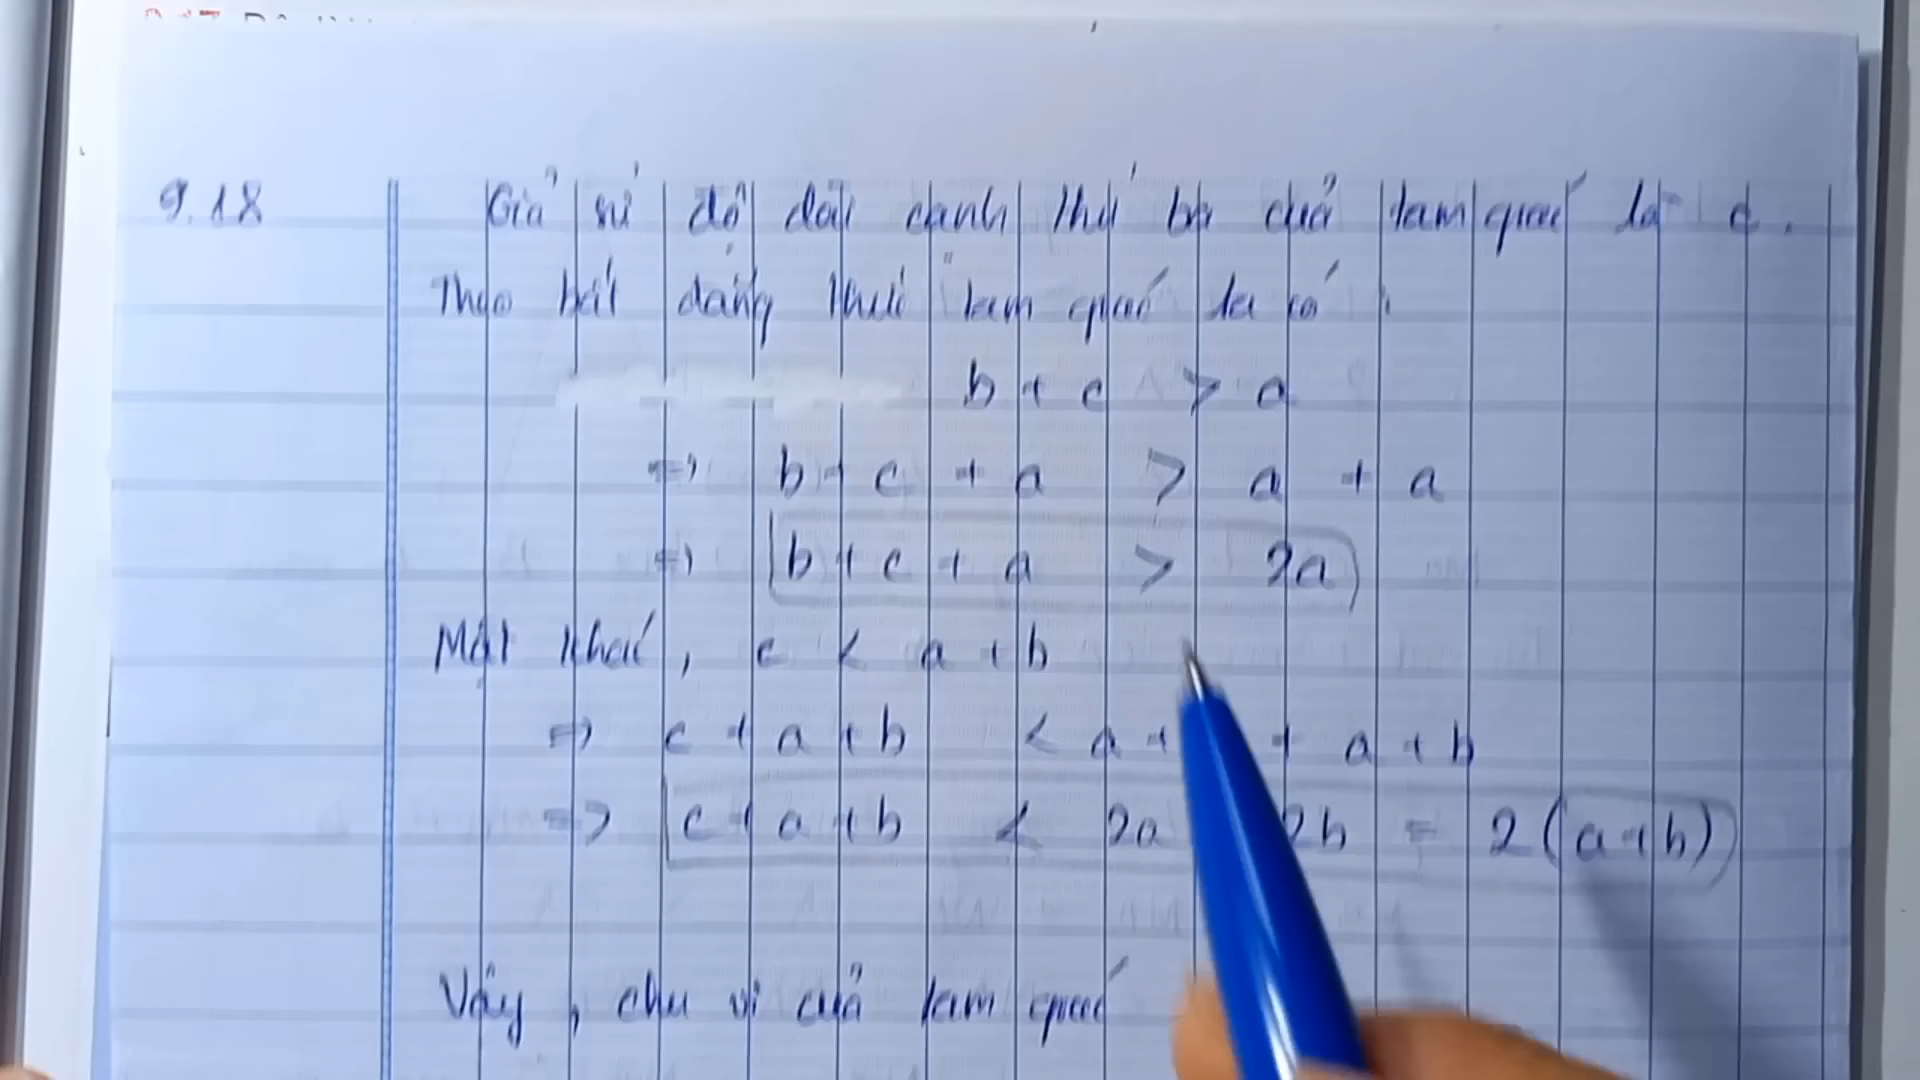 9.18 Giả sử độ dài cạnh thứ ba của tam giác là c.
Theo bất đẳng thức tam giác ta có:
b + c > a
=> b + c + a > a + a
=> b + c + a > 2a
Mặt khác, c < a + b
=> c + a + b < a + + a + b
=> c + a + b < 2a 2b = 2(a+b)
Vậy, chu vi của tam giác